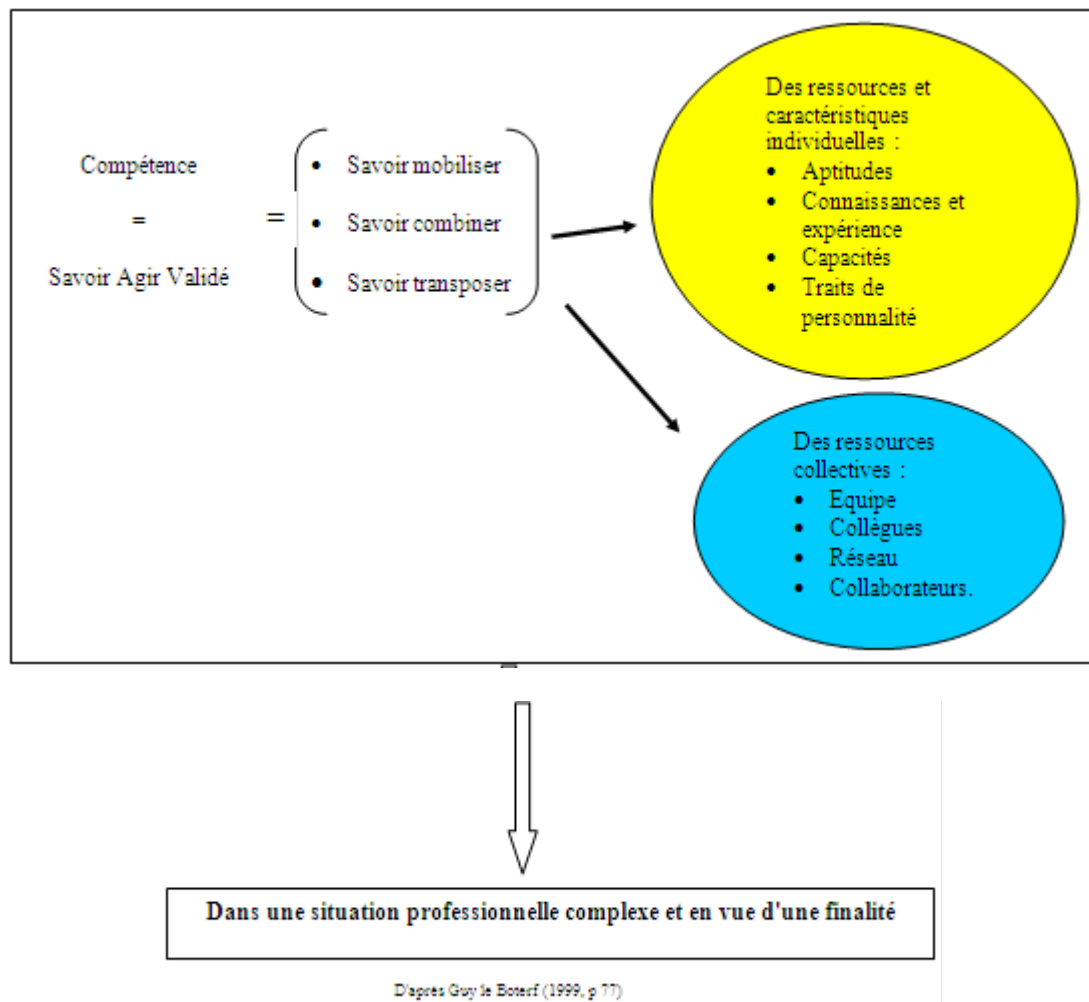 Compétence
=
Savoir Agir Validé
=
• Savoir mobiliser
• Savoir combiner
• Savoir transposer
Des ressources et
caractéristiques
individuelles :
• Aptitudes
• Connaissances et
expérience
• Capacités
• Traits de
personnalité
Des ressources
collectives :
• Equipe
• Collègues
• Réseau
• Collaborateurs.
Dans une situation professionnelle complexe et en vue d'une finalité
D'après Guy le Boterf (1999, p 77)